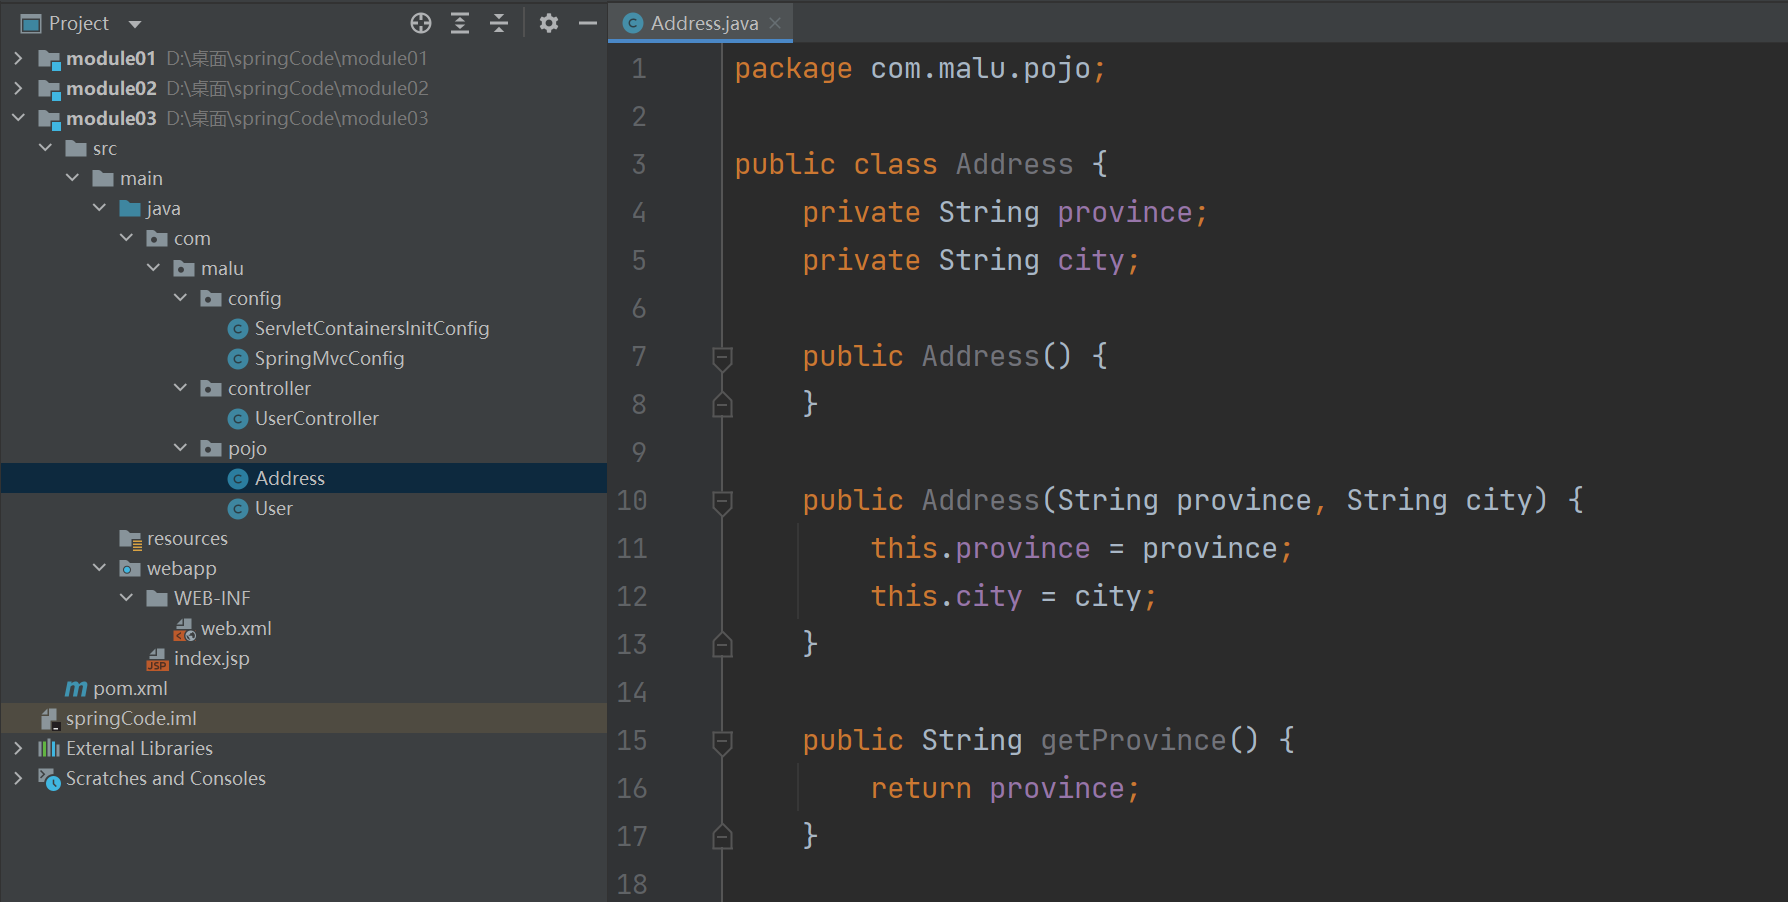 Project
module01 D:\桌面\springCode\module01
module02 D:\桌面\springCode\module02
module03 D:\桌面\springCode\module03
src
main
java
com
malu
config
ServletContainersInitConfig
SpringMvcConfig
controller
UserController
pojo
Address
User
resources
webapp
WEB-INF
web.xml
JSP index.jsp
m pom.xml
springCode.iml
External Libraries
Scratches and Consoles
Address.java
1 package com.malu.pojo;
2
3 public class Address {
4     private String province;
5     private String city;
6
7     public Address() {
8     }
9
10     public Address(String province, String city) {
11         this.province = province;
12         this.city = city;
13     }
14
15     public String getProvince() {
16         return province;
17     }
18